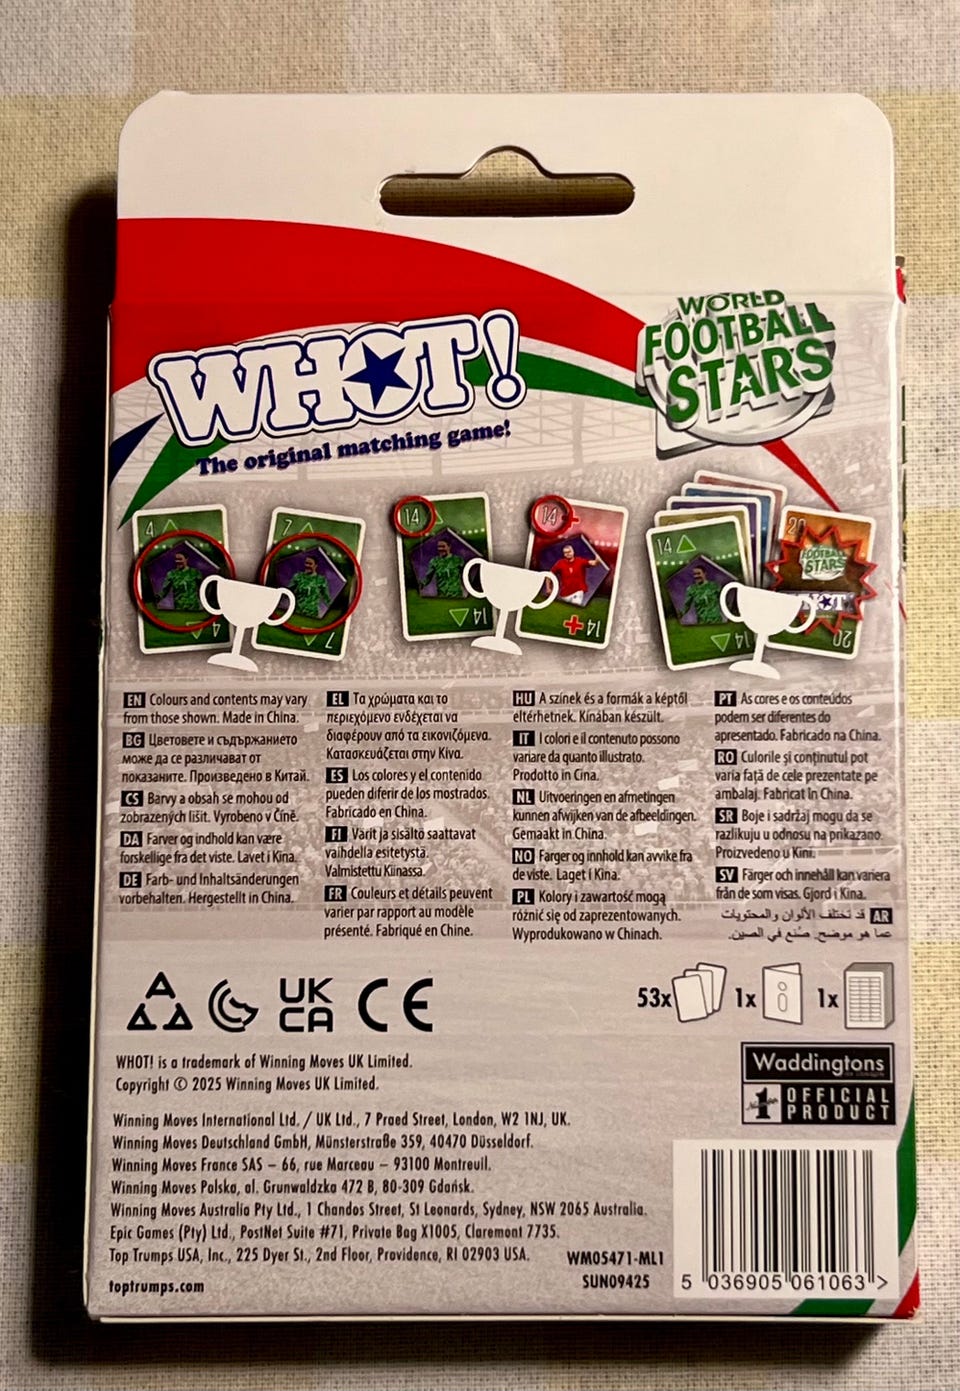 WHOT!
The original matching game!
WORLD
FOOTBALL
STARS
4
4
7
7
14
14
14
14
14
14
20
FOOTBALL
STARS
20
EN Colours and contents may vary
from those shown. Made in China.
BG Цветовете и съдържанието
може да се различават от
показаните. Произведено в Китай.
CS Barvy a obsah se mohou od
zobrazených lišit. Vyrobeno v Číně.
DA Farver og indhold kan være
forskellige fra det viste. Lavet i Kina.
DE Farb- und Inhaltsänderungen
vorbehalten. Hergestellt in China.
EL Τα χρώματα και το
περιεχόμενο ενδέχεται να
διαφέρουν από τα εικονιζόμενα.
Κατασκευάζεται στην Κίνα.
ES Los colores y el contenido
pueden diferir de los mostrados.
Fabricado en China.
FI Värit ja sisältö saattavat
vaihdella esitetystä.
Valmistettu Kiinassa.
FR Couleurs et détails peuvent
varier par rapport au modèle
présenté. Fabriqué en Chine.
HU A színek és a formák a képtől
eltérhetnek. Kínában készült.
IT I colori e il contenuto possono
variare da quanto illustrato.
Prodotto in Cina.
NL Uitvoeringen en afmetingen
kunnen afwijken van de afbeeldingen.
Gemaakt in China.
NO Farger og innhold kan avvike fra
de viste. Laget i Kina.
PL Kolory i zawartość mogą
różnić się od zaprezentowanych.
Wyprodukowano w Chinach.
PT As cores e os conteúdos
podem ser diferentes do
apresentado. Fabricado na China.
RO Culorile și conținutul pot
varia față de cele prezentate pe
ambalaj. Fabricat în China.
SR Boje i sadržaj mogu da se
razlikuju u odnosu na prikazano.
Proizvedeno u Kini.
SV Färger och innehåll kan variera
från de som visas. Gjord i Kina.
AR قد تختلف الألوان والمحتويات
عما هو موضح. صُنع في الصين.
UK
CA
CE
53x 1x 1x
WHOT! is a trademark of Winning Moves UK Limited.
Copyright © 2025 Winning Moves UK Limited.
Waddingtons
Number 1 OFFICIAL
PRODUCT
Winning Moves International Ltd. / UK Ltd., 7 Praed Street, London, W2 1NJ, UK.
Winning Moves Deutschland GmbH, Münsterstraße 359, 40470 Düsseldorf.
Winning Moves France SAS – 66, rue Marceau – 93100 Montreuil.
Winning Moves Polska, al. Grunwaldzka 472 B, 80-309 Gdańsk.
Winning Moves Australia Pty Ltd., 1 Chandos Street, St Leonards, Sydney, NSW 2065 Australia.
Epic Games (Pty) Ltd., PostNet Suite #71, Private Bag X1005, Claremont 7735.
Top Trumps USA, Inc., 225 Dyer St., 2nd Floor, Providence, RI 02903 USA.
toptrumps.com
WM05471-ML1
SUN09425
5 036905 061063 >